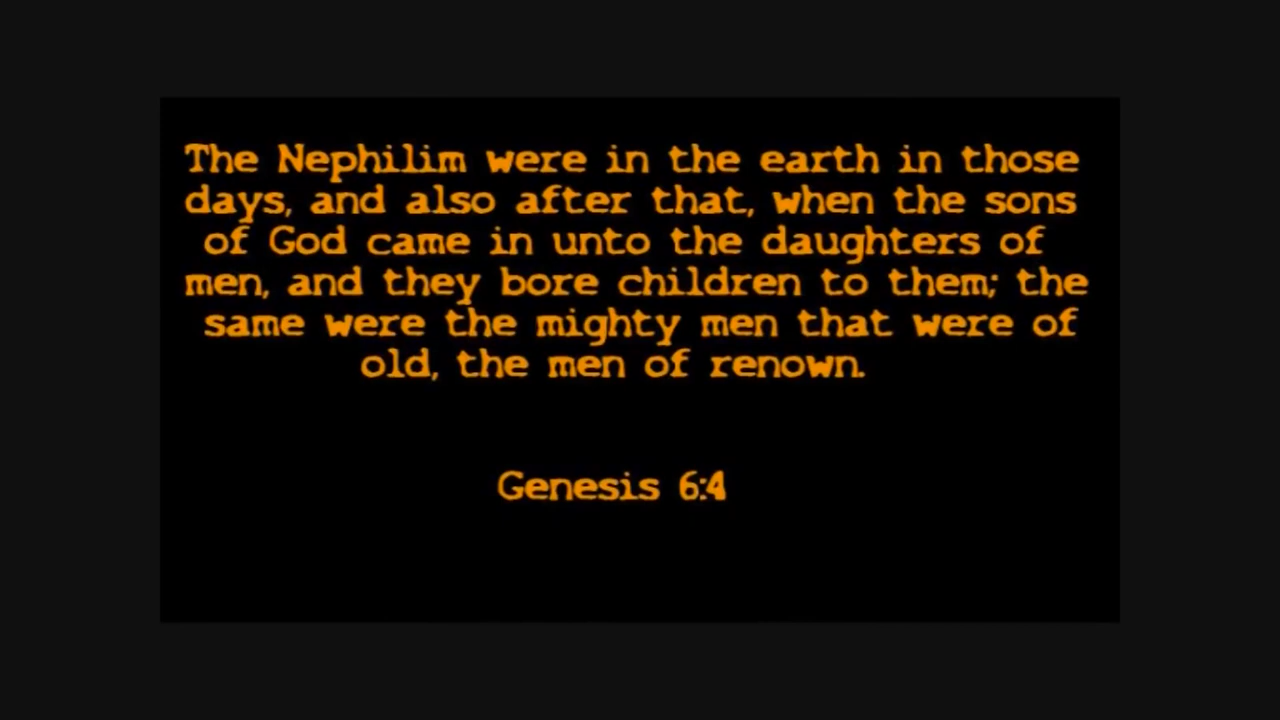 The Nephilim were in the earth in those
days, and also after that, when the sons
of God came in unto the daughters of
men, and they bore children to them; the
same were the mighty men that were of
old, the men of renown.
Genesis 6:4